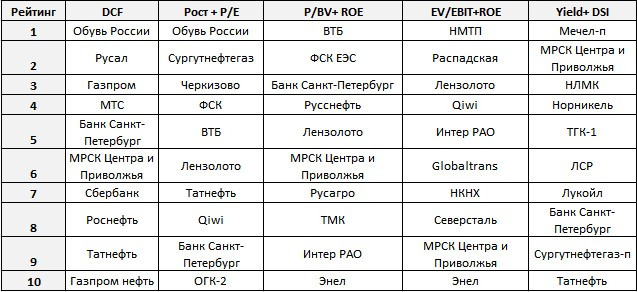 Рейтинг DCF Рост + P/E P/BV+ ROE EV/EBIT+ROE Yield+ DSI
1 Обувь России Обувь России ВТБ НМТП Мечел-п
2 Русал Сургутнефтегаз ФСК ЕЭС Распадская МРСК Центра и Приволжья
3 Газпром Черкизово Банк Санкт-Петербург Лензолото НЛМК
4 МТС ФСК Русснефть Qiwi Норникель
5 Банк Санкт-Петербург ВТБ Лензолото Интер РАО ТГК-1
6 МРСК Центра и Приволжья Лензолото МРСК Центра и Приволжья Globaltrans ЛСР
7 Сбербанк Татнефть Русагро НКНХ Лукойл
8 Роснефть Qiwi ТМК Северсталь Банк Санкт-Петербург
9 Татнефть Банк Санкт-Петербург Интер РАО МРСК Центра и Приволжья Сургутнефтегаз-п
10 Газпром нефть ОГК-2 Энел Энел Татнефть